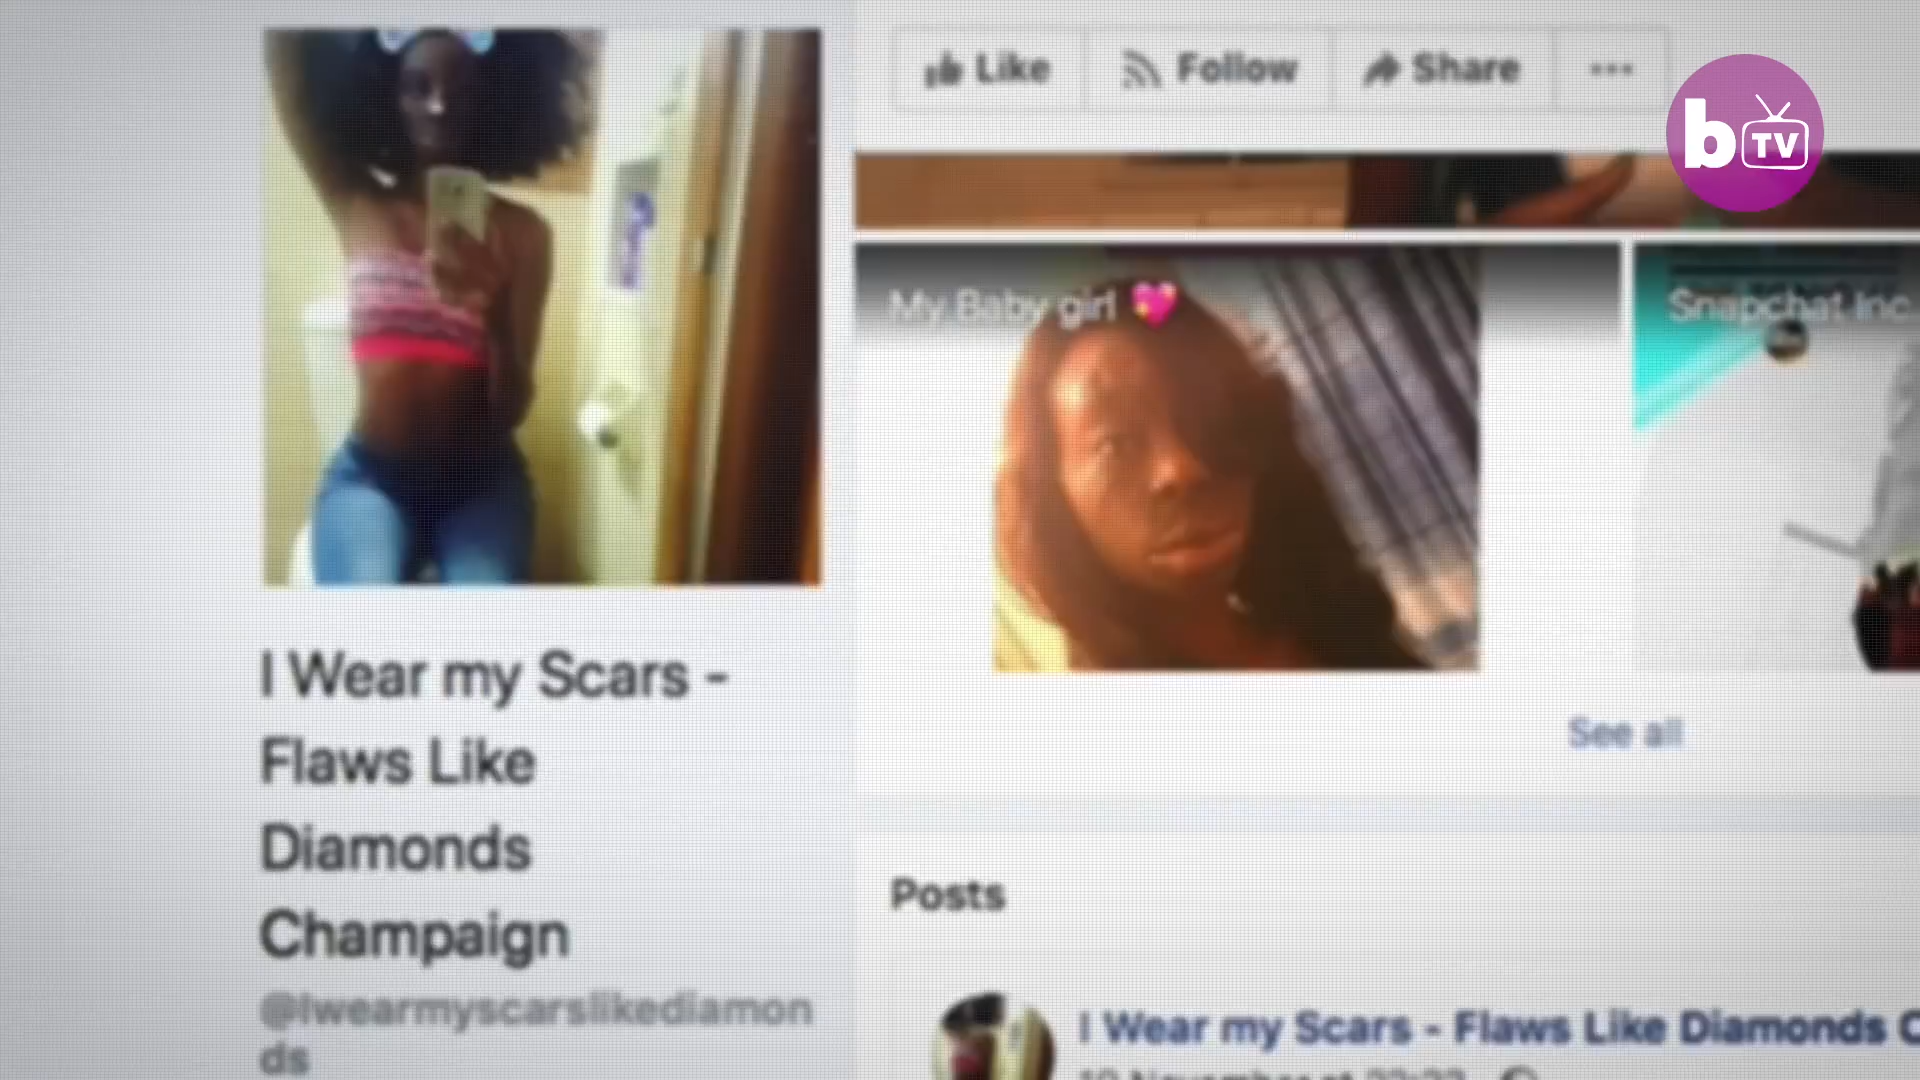 Like
Follow
Share
b TV
My Baby girl 💖
Snapchat Inc
See all
I Wear my Scars -
Flaws Like
Diamonds
Champaign
@Iwearmyscarslikediamon
ds
Posts
I Wear my Scars - Flaws Like Diamonds C